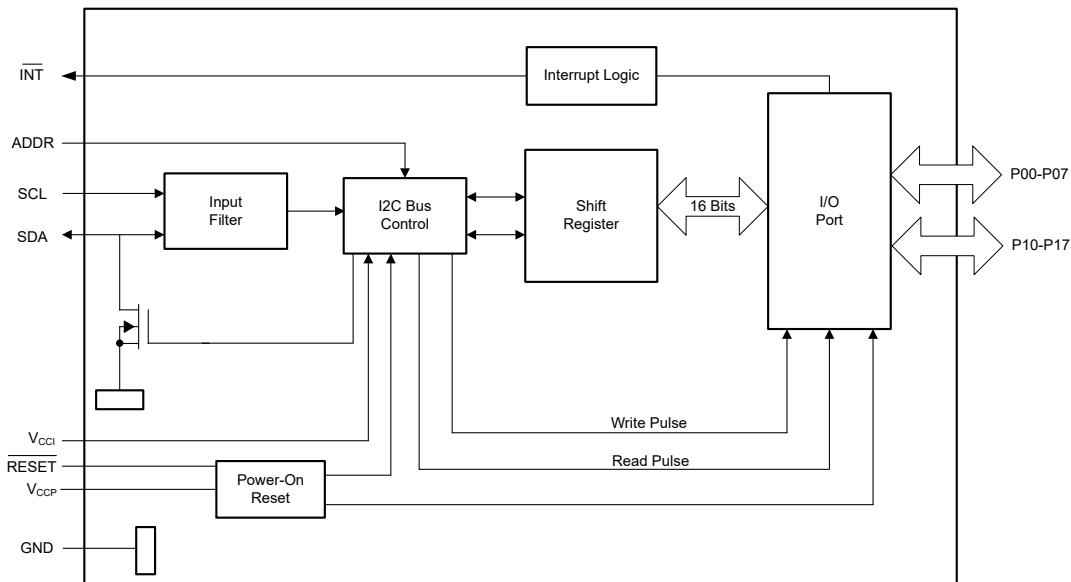 INT
Interrupt Logic
ADDR
SCL
SDA
Input
Filter
I2C Bus
Control
Shift
Register
16 Bits
I/O
Port
P00-P07
P10-P17
Write Pulse
Read Pulse
VCCI
RESET
VCCP
Power-On
Reset
GND